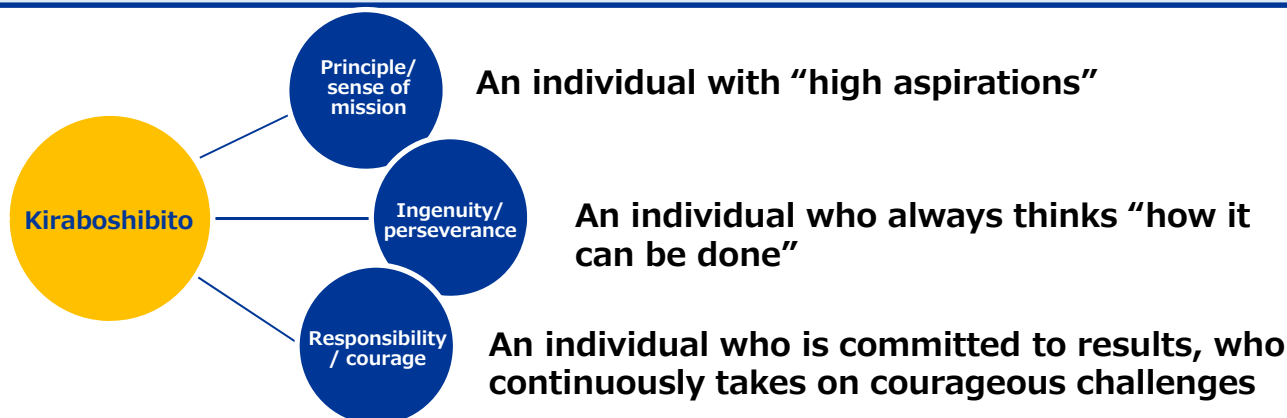 Principle/
sense of
mission
An individual with “high aspirations”
Kiraboshibito
Ingenuity/
perseverance
An individual who always thinks “how it
can be done”
Responsibility
/ courage
An individual who is committed to results, who
continuously takes on courageous challenges